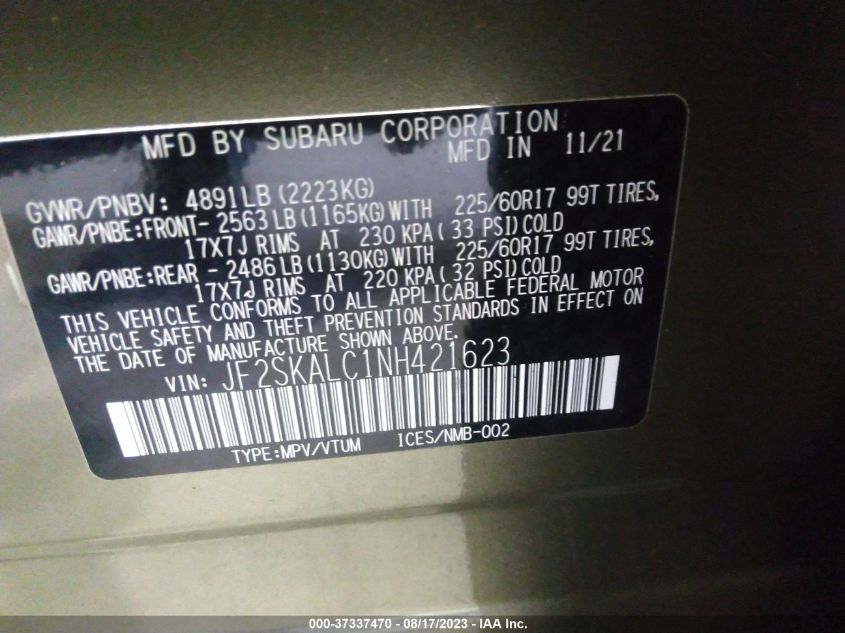 MFD BY SUBARU CORPORATION
MFD IN 11/21
GVWR/PNBV: 4891LB (2223KG)
GAWR/PNBE:FRONT- 2563LB (1165KG) WITH 225/60R17 99T TIRES,
17X7J RIMS AT 230 KPA (33 PSI) COLD
GAWR/PNBE:REAR - 2486LB (1130KG) WITH 225/60R17 99T TIRES,
17X7J RIMS AT 220 KPA (32 PSI) COLD
THIS VEHICLE CONFORMS TO ALL APPLICABLE FEDERAL MOTOR
VEHICLE SAFETY AND THEFT PREVENTION STANDARDS IN EFFECT ON
THE DATE OF MANUFACTURE SHOWN ABOVE.
VIN: JF2SKALC1NH421623
TYPE:MPV/VTUM ICES/NMB-002
000-37337470 - 08/17/2023 - IAA Inc.